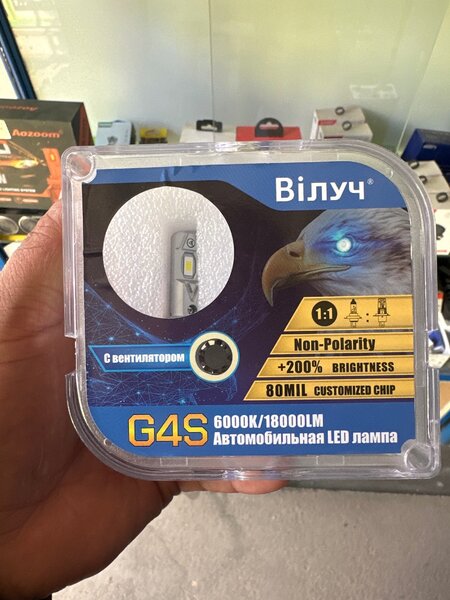 Aozoom
Вілуч®
1:1
:
Non-Polarity
+200% BRIGHTNESS
80MIL CUSTOMIZED CHIP
С вентилятором
G4S
6000K/18000LM
Автомобильная LED лампа